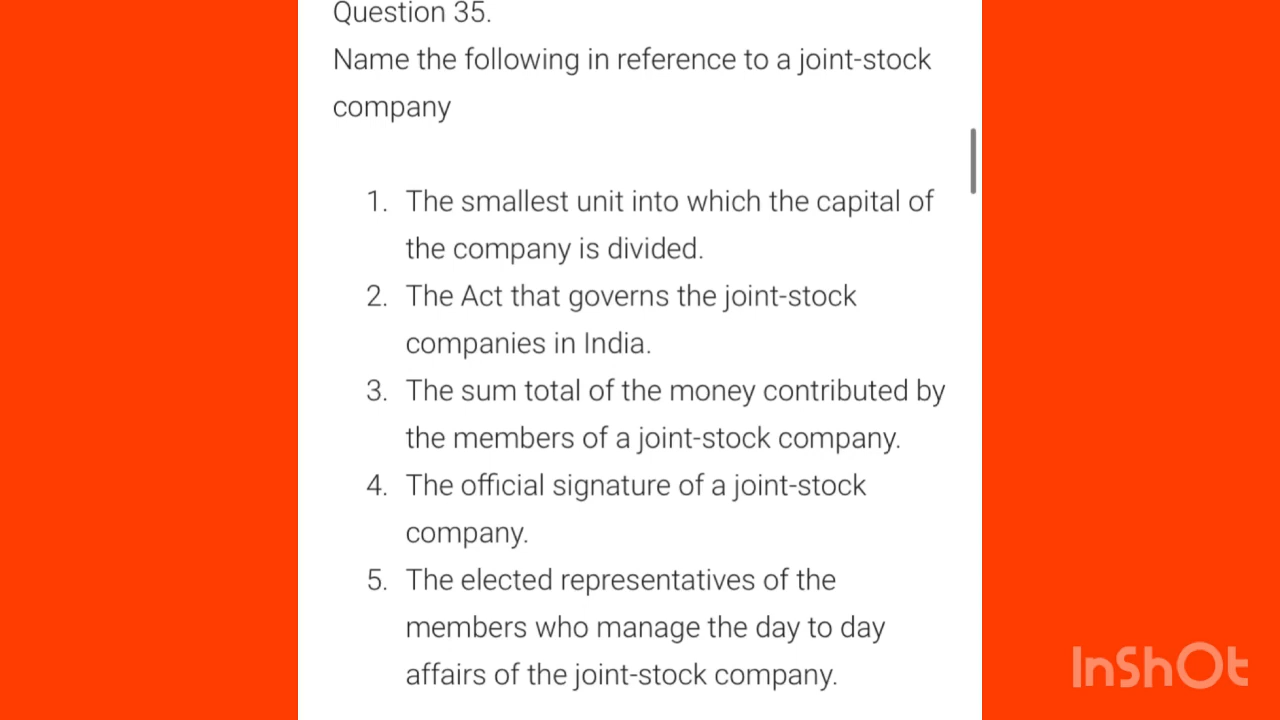 Question 35.
Name the following in reference to a joint-stock
company
1. The smallest unit into which the capital of
the company is divided.
2. The Act that governs the joint-stock
companies in India.
3. The sum total of the money contributed by
the members of a joint-stock company.
4. The official signature of a joint-stock
company.
5. The elected representatives of the
members who manage the day to day
affairs of the joint-stock company.
InShOt